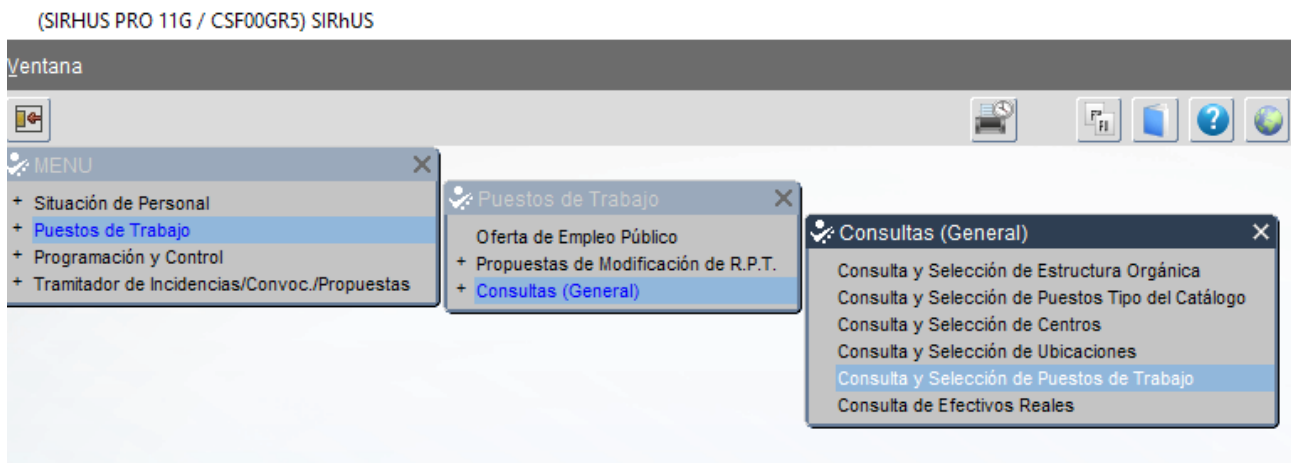 (SIRHUS PRO 11G / CSF00GR5) SIRhUS
Ventana
MENU
+ Situación de Personal
+ Puestos de Trabajo
+ Programación y Control
+ Tramitador de Incidencias/Convoc./Propuestas
Puestos de Trabajo
Oferta de Empleo Público
+ Propuestas de Modificación de R.P.T.
+ Consultas (General)
Consultas (General)
Consulta y Selección de Estructura Orgánica
Consulta y Selección de Puestos Tipo del Catálogo
Consulta y Selección de Centros
Consulta y Selección de Ubicaciones
Consulta y Selección de Puestos de Trabajo
Consulta de Efectivos Reales